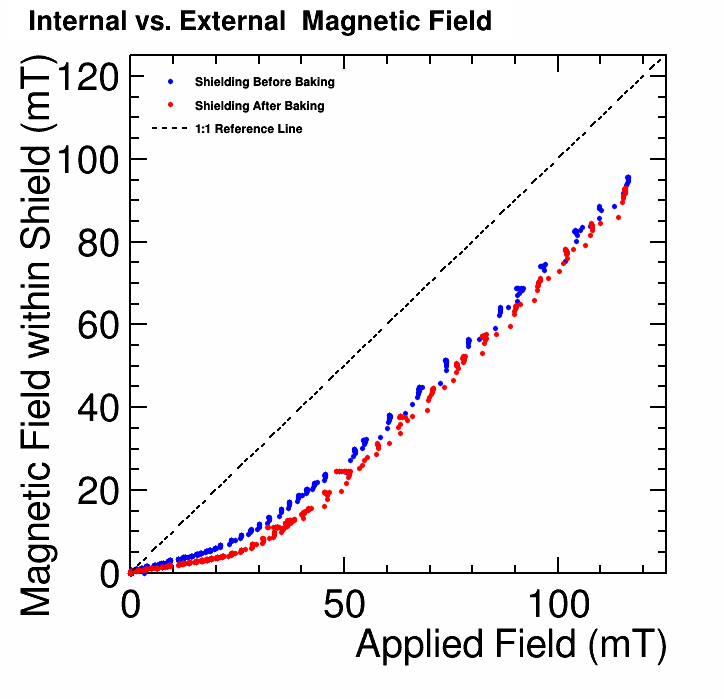 Internal vs. External Magnetic Field
Magnetic Field within Shield (mT)
120
100
80
60
40
20
0
Shielding Before Baking
Shielding After Baking
1:1 Reference Line
0 50 100
Applied Field (mT)